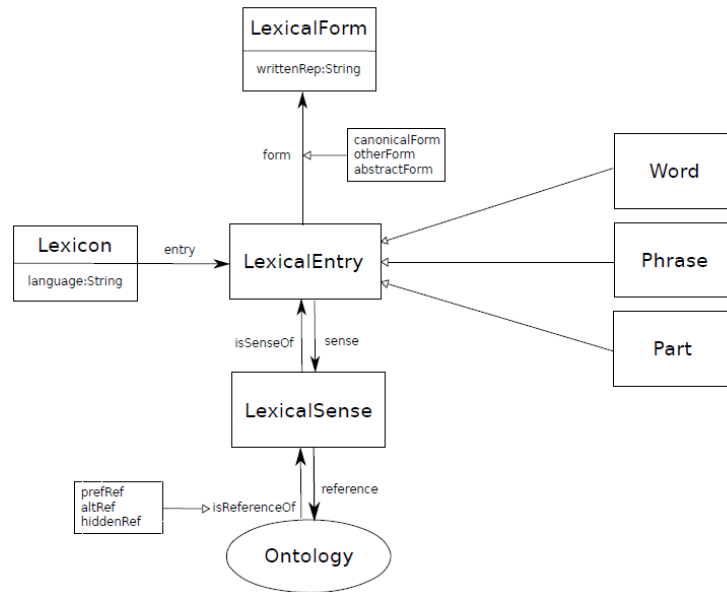 LexicalForm
writtenRep:String
form
canonicalForm
otherForm
abstractForm
Word
Lexicon
language:String
entry
LexicalEntry
Phrase
Part
isSenseOf
sense
LexicalSense
prefRef
altRef
hiddenRef
isReferenceOf
reference
Ontology